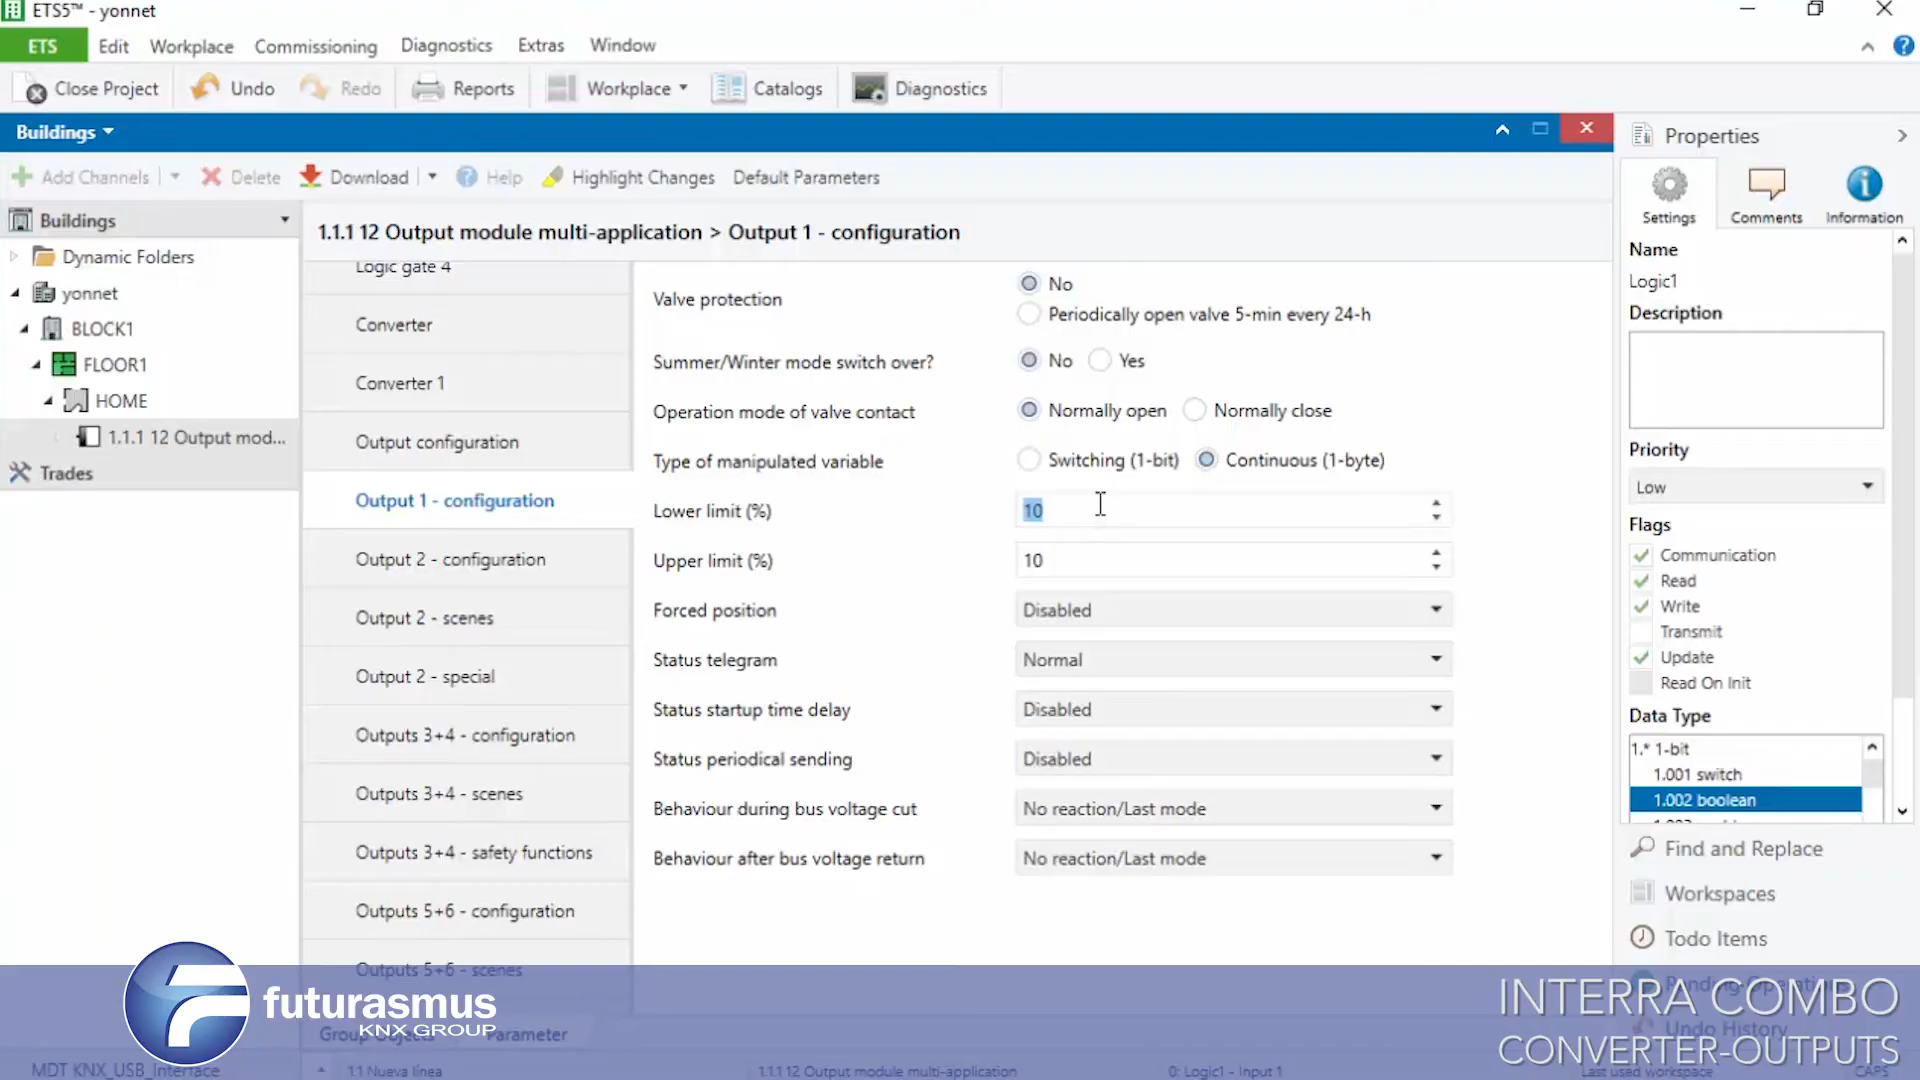 ETS5™ - yonnet
ETS Edit Workplace Commissioning Diagnostics Extras Window
Close Project Undo Redo Reports Workplace Catalogs Diagnostics
Buildings
Add Channels Delete Download Help Highlight Changes Default Parameters
Buildings
Dynamic Folders
yonnet
BLOCK1
FLOOR1
HOME
1.1.1 12 Output mod...
Trades
1.1.1 12 Output module multi-application > Output 1 - configuration
Logic gate 4
Converter
Converter 1
Output configuration
Output 1 - configuration
Output 2 - configuration
Output 2 - scenes
Output 2 - special
Outputs 3+4 - configuration
Outputs 3+4 - scenes
Outputs 3+4 - safety functions
Outputs 5+6 - configuration
Outputs 5+6 - scenes
Valve protection No
Periodically open valve 5-min every 24-h
Summer/Winter mode switch over? No Yes
Operation mode of valve contact Normally open Normally close
Type of manipulated variable Switching (1-bit) Continuous (1-byte)
Lower limit (%) 10
Upper limit (%) 10
Forced position Disabled
Status telegram Normal
Status startup time delay Disabled
Status periodical sending Disabled
Behaviour during bus voltage cut No reaction/Last mode
Behaviour after bus voltage return No reaction/Last mode
Group Objects Parameter
Properties
Settings Comments Information
Name
Logic1
Description
Priority
Low
Flags
Communication
Read
Write
Transmit
Update
Read On Init
Data Type
1.* 1-bit
1.001 switch
1.002 boolean
Find and Replace
Workspaces
Todo Items
Pending Operations
Undo History
futurasmus
KNX GROUP
INTERRA COMBO
CONVERTER-OUTPUTS
MDT KNX_USB_Interface 1.1 Nueva línea 1.1.1 12 Output module multi-application 0: Logic1 - Input 1 Last used workspace CAPS